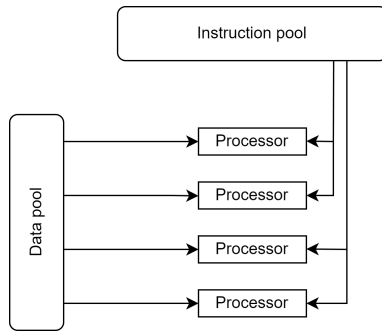 Instruction pool
Processor
Processor
Data pool
Processor
Processor